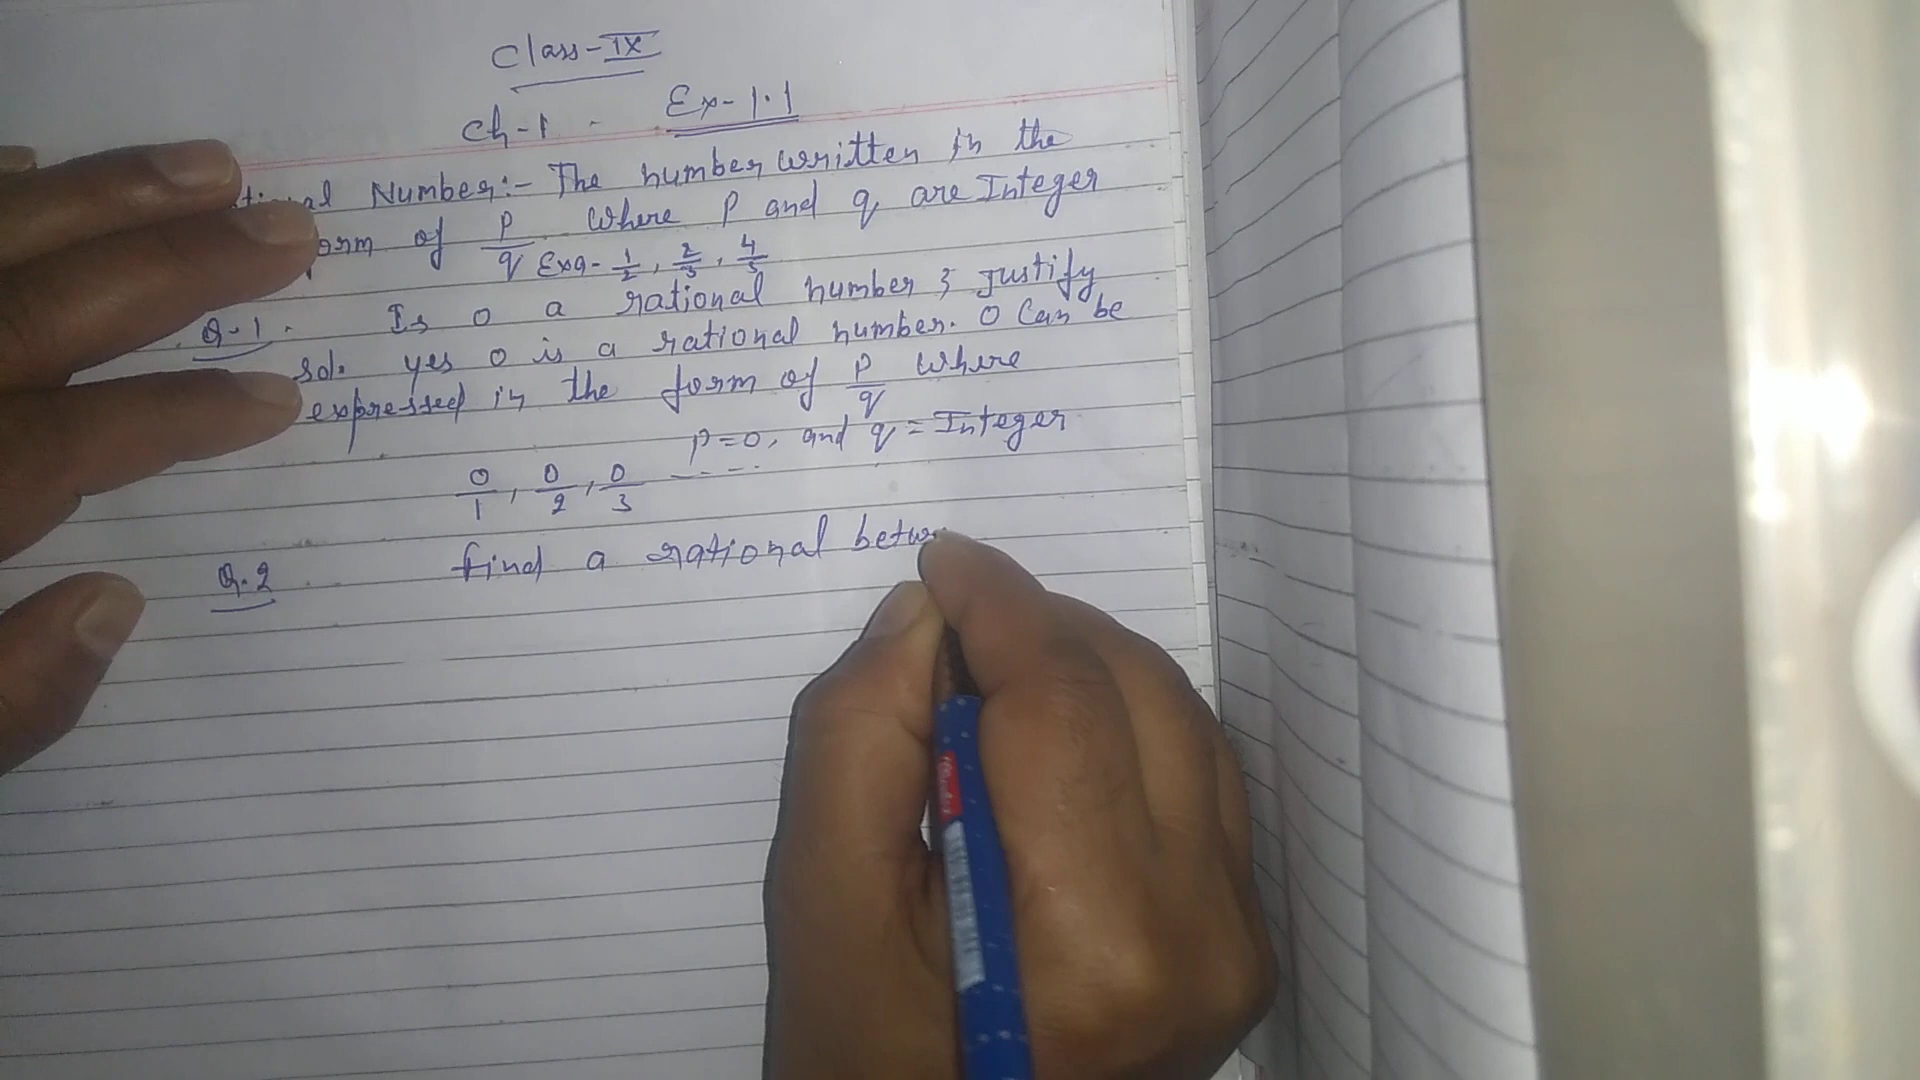 Class-IX
Ch-1 . Ex-1.1
tional Number:- The number written in the
form of p/q where p and q are Integer
Exa- 1/2, 2/3, 4/5
Q-1. Is 0 a rational number ; Justify
sol. yes 0 is a rational number. 0 Can be
expressed in the form of p/q where
p=0, and q = Integer
0/1, 0/2, 0/3 ------
Q.2 find a rational betw